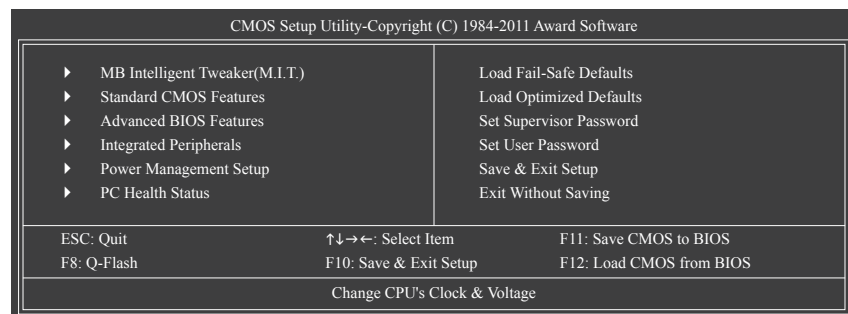 CMOS Setup Utility-Copyright (C) 1984-2011 Award Software
MB Intelligent Tweaker(M.I.T.)
Standard CMOS Features
Advanced BIOS Features
Integrated Peripherals
Power Management Setup
PC Health Status
Load Fail-Safe Defaults
Load Optimized Defaults
Set Supervisor Password
Set User Password
Save & Exit Setup
Exit Without Saving
ESC: Quit ↑↓→←: Select Item F11: Save CMOS to BIOS
F8: Q-Flash F10: Save & Exit Setup F12: Load CMOS from BIOS
Change CPU's Clock & Voltage